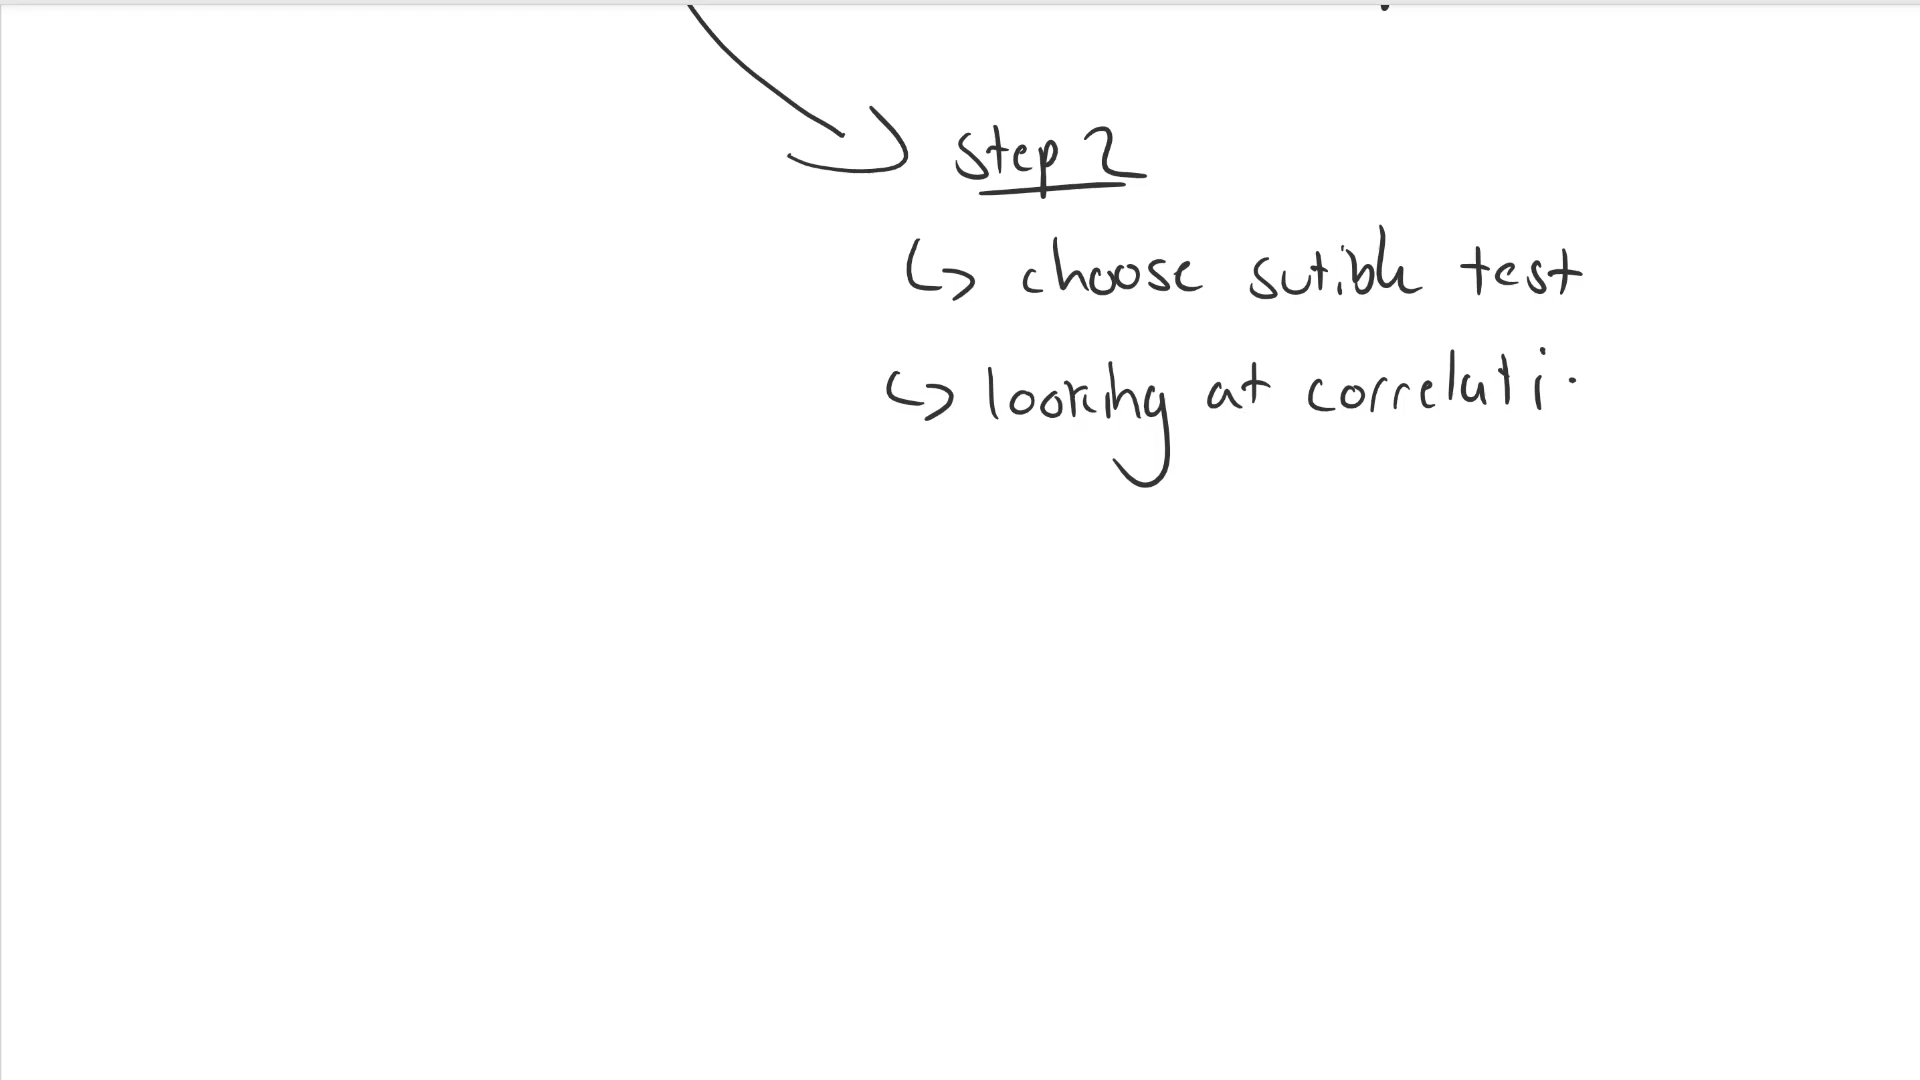 step 2
↳ choose sutible test
↳ looking at correlati